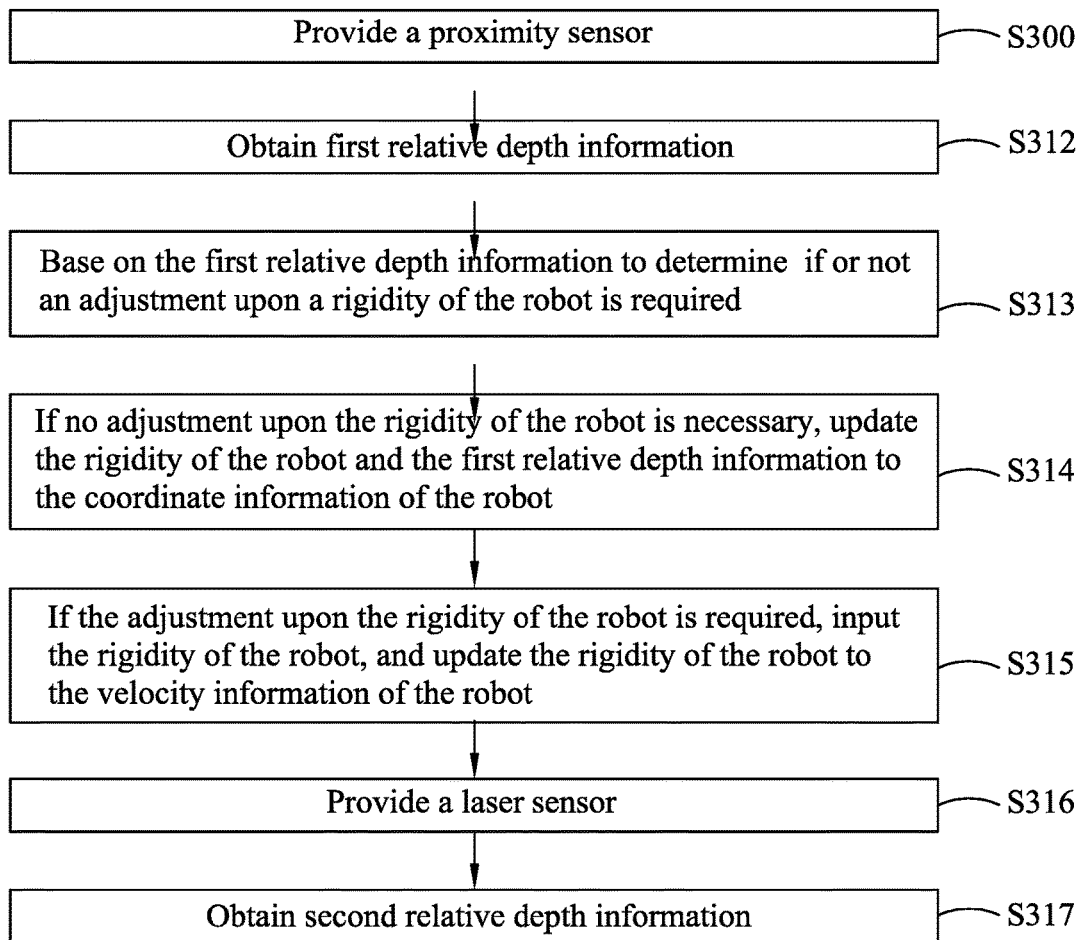 Provide a proximity sensor
S300
Obtain first relative depth information
S312
Base on the first relative depth information to determine if or not
an adjustment upon a rigidity of the robot is required
S313
If no adjustment upon the rigidity of the robot is necessary, update
the rigidity of the robot and the first relative depth information to
the coordinate information of the robot
S314
If the adjustment upon the rigidity of the robot is required, input
the rigidity of the robot, and update the rigidity of the robot to
the velocity information of the robot
S315
Provide a laser sensor
S316
Obtain second relative depth information
S317